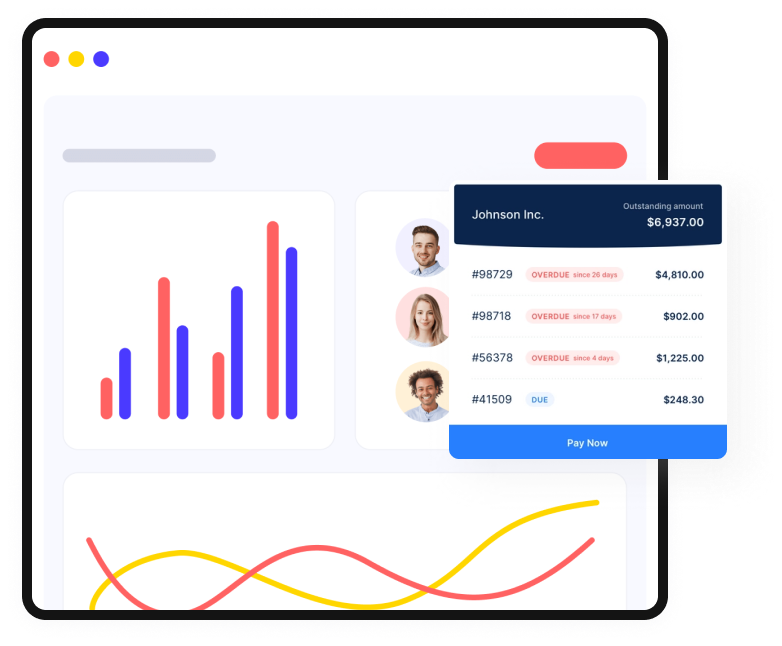 Johnson Inc.
Outstanding amount
$6,937.00
#98729 OVERDUE since 26 days $4,810.00
#98718 OVERDUE since 17 days $902.00
#56378 OVERDUE since 4 days $1,225.00
#41509 DUE $248.30
Pay Now